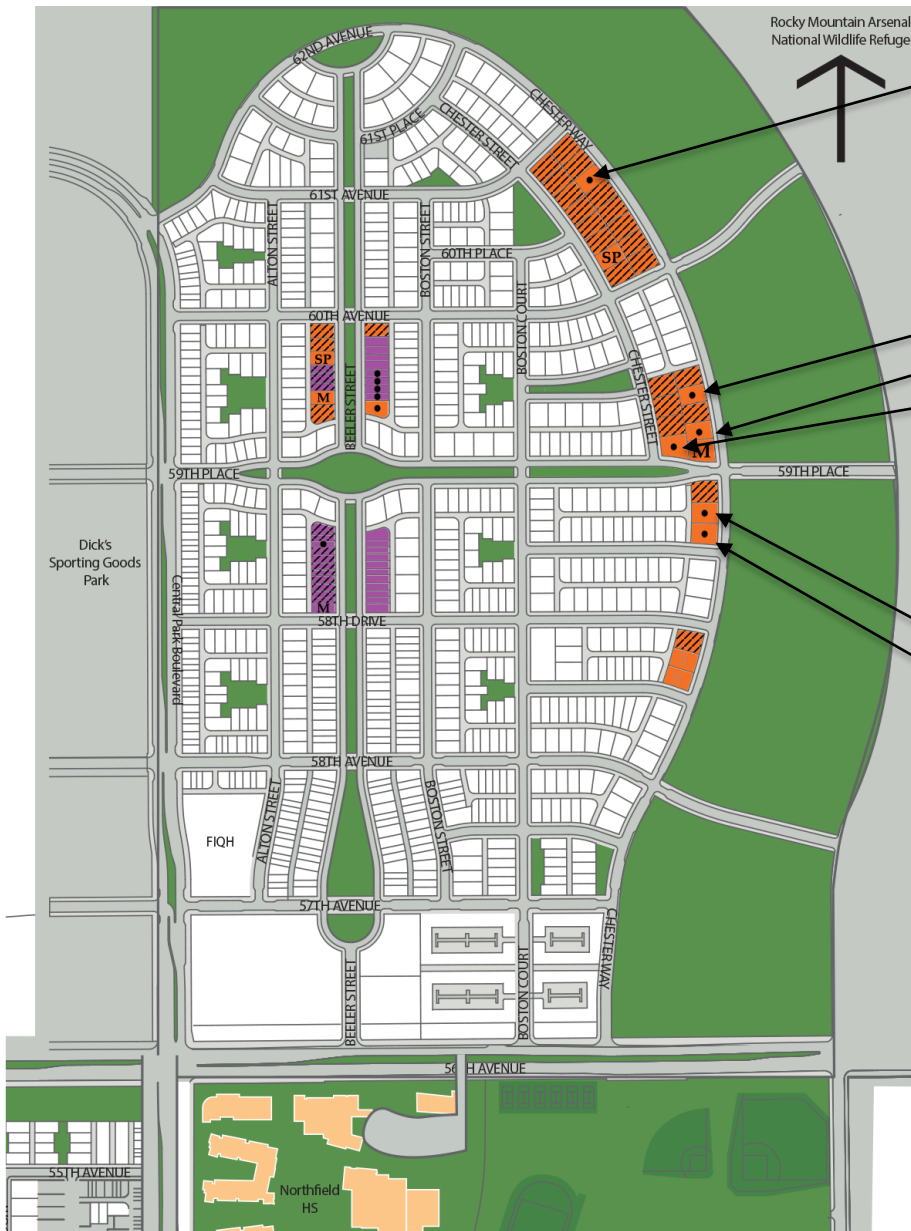 Rocky Mountain Arsenal
National Wildlife Refuge
62ND AVENUE
CHESTER WAY
61ST PLACE
CHESTER STREET
61ST AVENUE
ALTON STREET
BOSTON STREET
60TH PLACE
SP
BOSTON COURT
60TH AVENUE
SP
M
BEELER STREET
CHESTER STREET
M
59TH PLACE
59TH PLACE
Dick's
Sporting Goods
Park
Central Park Boulevard
M
58TH DRIVE
58TH AVENUE
FIQH
ALTON STREET
BOSTON STREET
57TH AVENUE
BEELER STREET
BOSTON COURT
CHESTER WAY
56TH AVENUE
55TH AVENUE
Northfield
HS